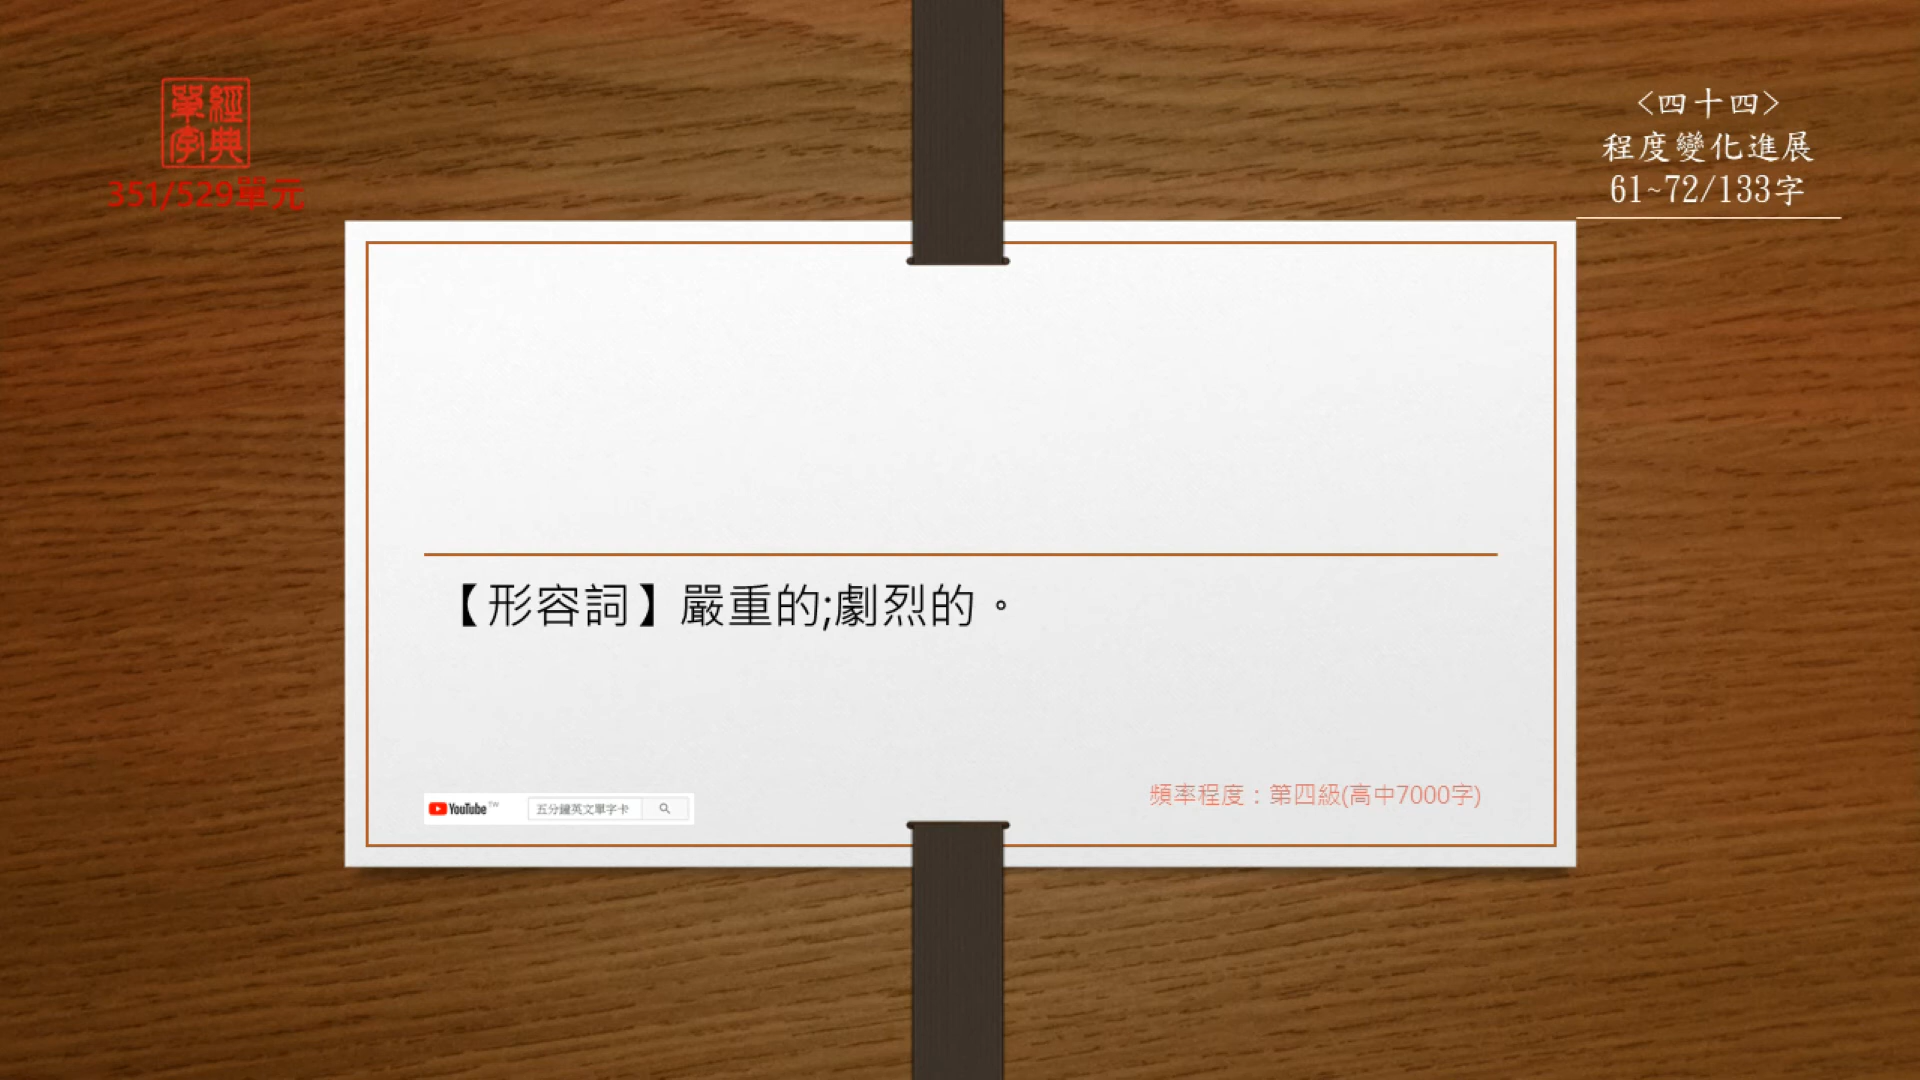 經典
單字
351/529單元
<四十四>
程度變化進展
61~72/133字
【形容詞】嚴重的;劇烈的。
YouTube TW
五分鐘英文單字卡
頻率程度：第四級(高中7000字)